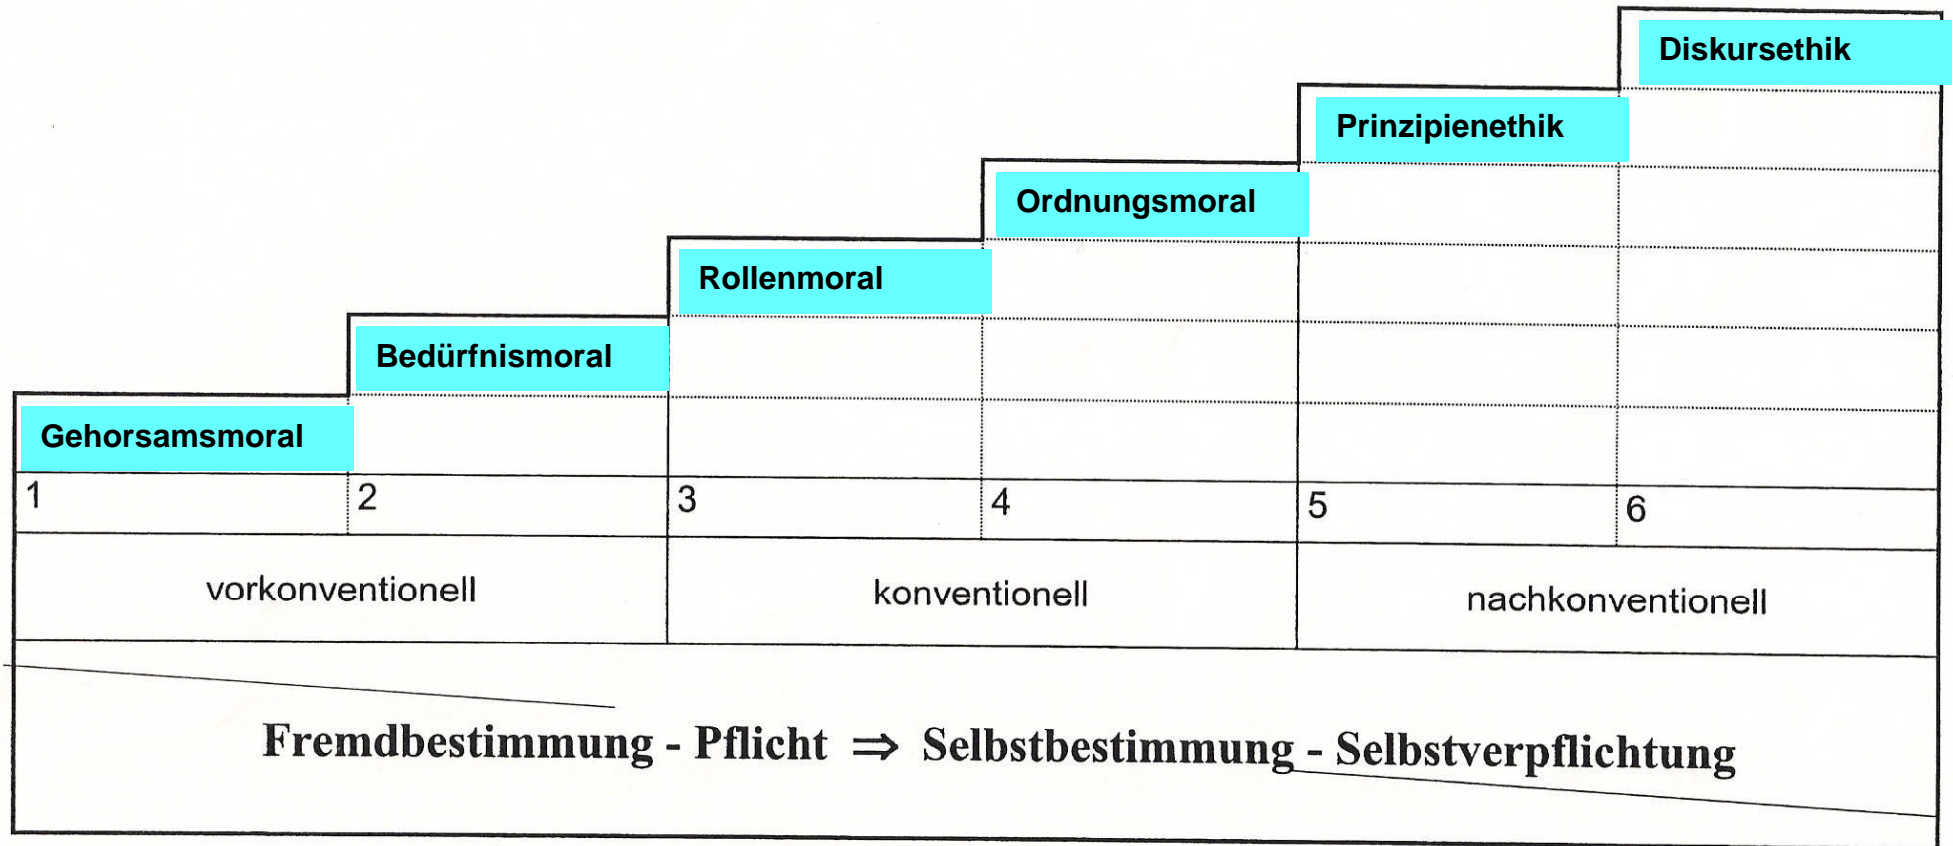 Diskursethik
Prinzipienethik
Ordnungsmoral
Rollenmoral
Bedürfnismoral
Gehorsamsmoral
1 2 3 4 5 6
vorkonventionell konventionell nachkonventionell
Fremdbestimmung - Pflicht ⇒ Selbstbestimmung - Selbstverpflichtung